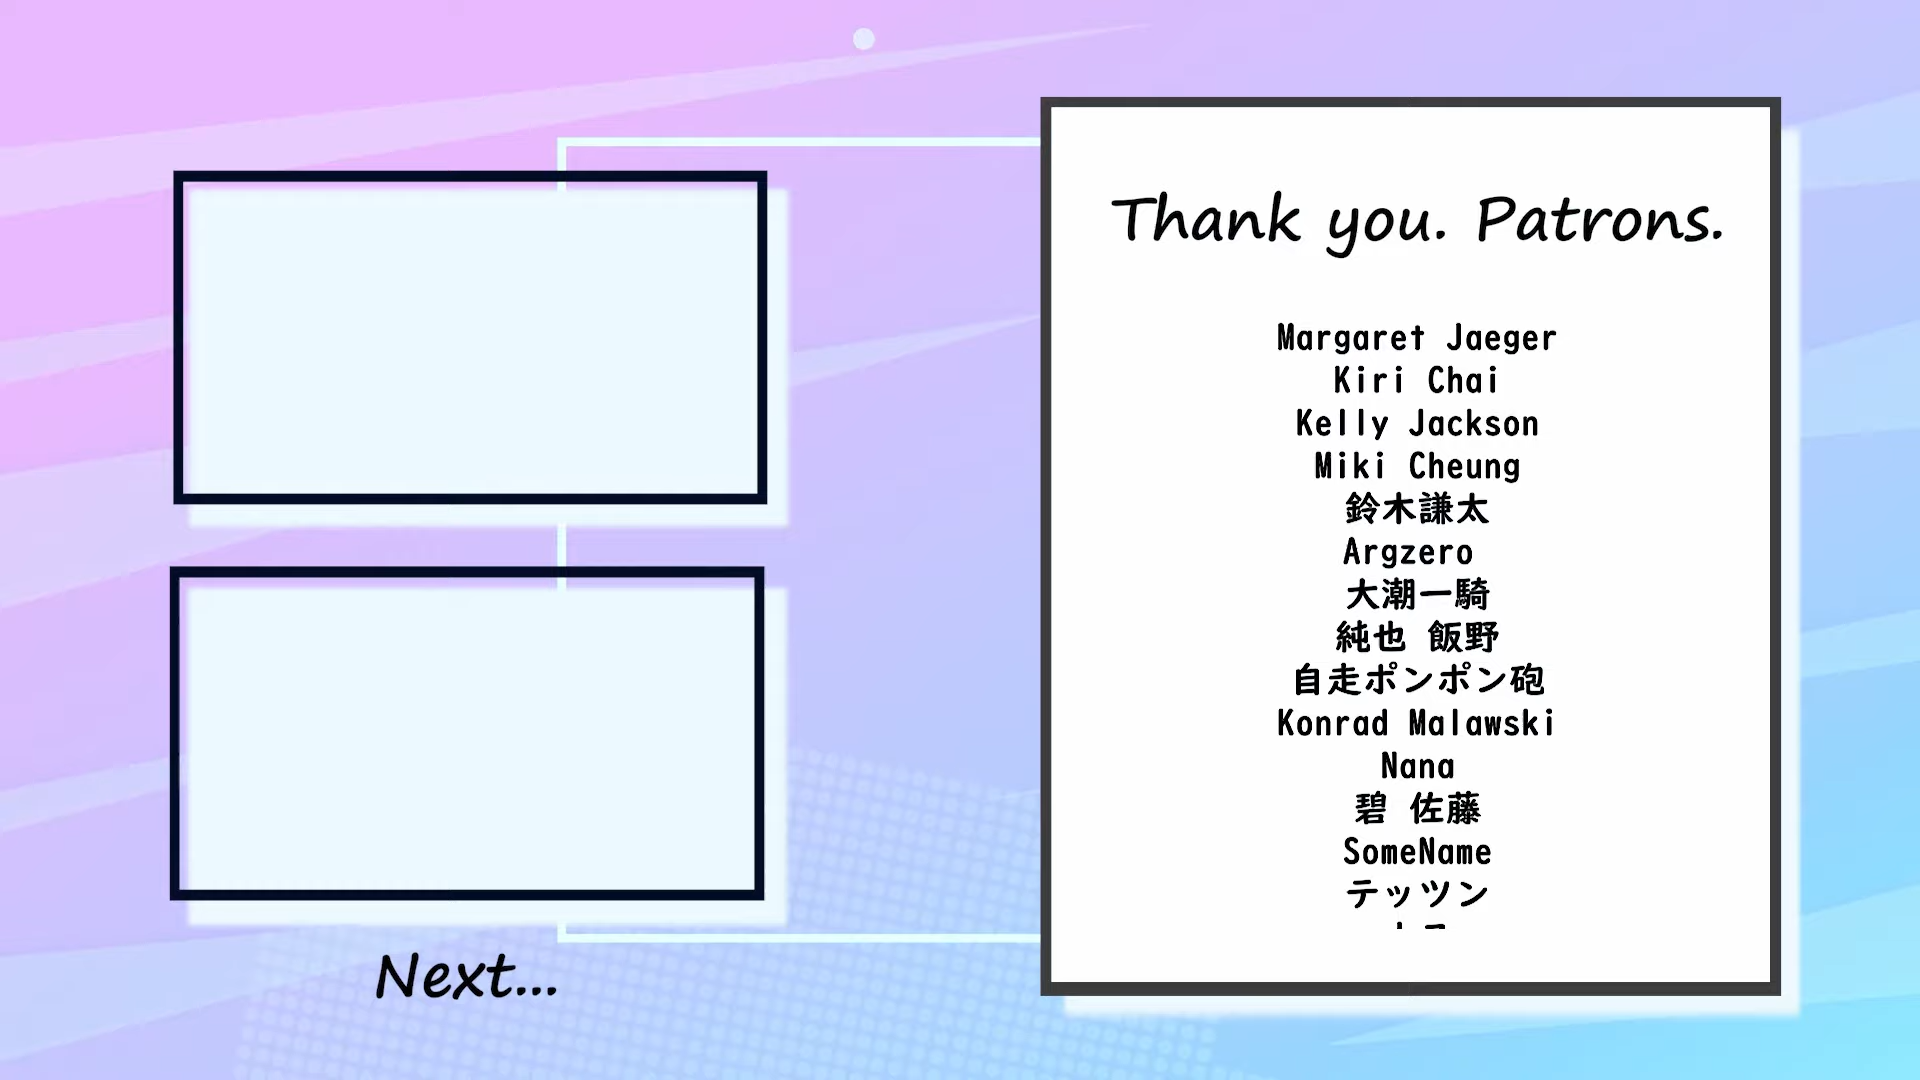 Thank you. Patrons.
Margaret Jaeger
Kiri Chai
Kelly Jackson
Miki Cheung
鈴木謙太
Argzero
大潮一騎
純也 飯野
自走ポンポン砲
Konrad Malawski
Nana
碧 佐藤
SomeName
テッツン
Next...